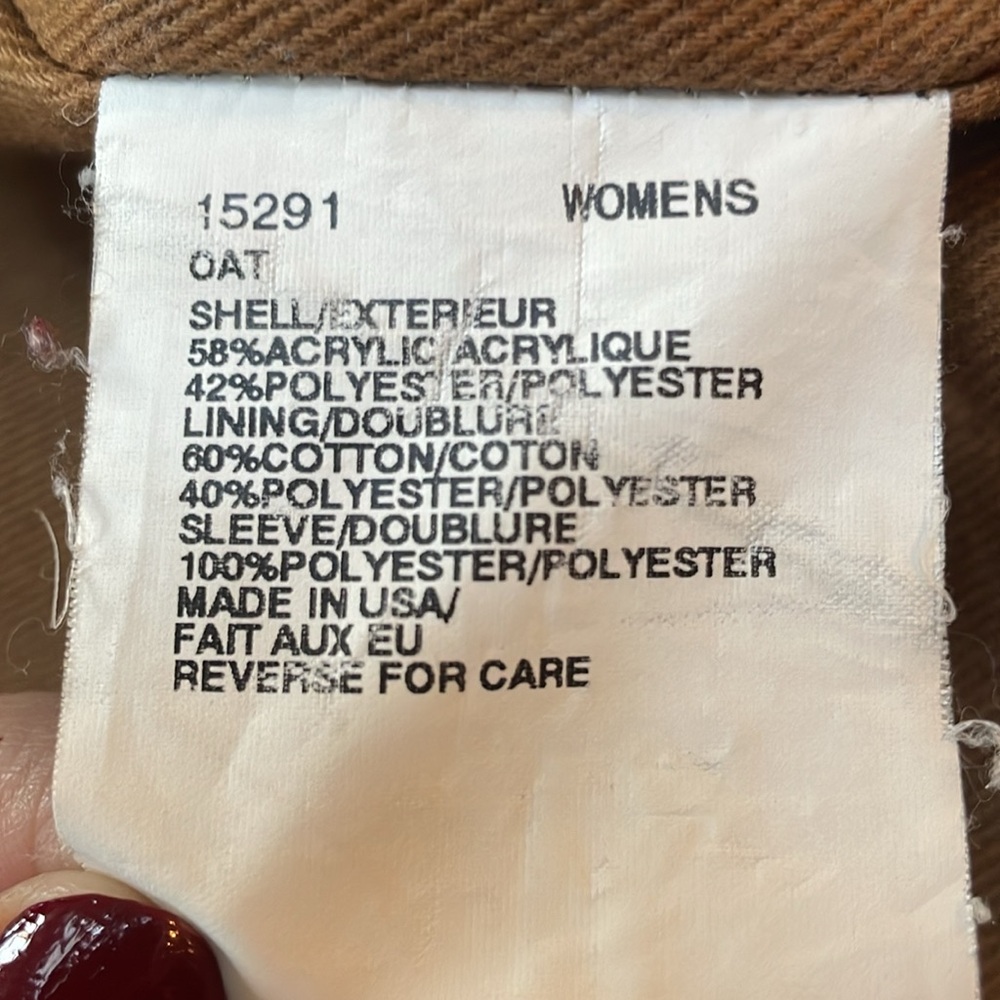 15291 WOMENS
OAT
SHELL/EXTERIEUR
58%ACRYLIC/ACRYLIQUE
42%POLYESTER/POLYESTER
LINING/DOUBLURE
60%COTTON/COTON
40%POLYESTER/POLYESTER
SLEEVE/DOUBLURE
100%POLYESTER/POLYESTER
MADE IN USA/
FAIT AUX EU
REVERSE FOR CARE